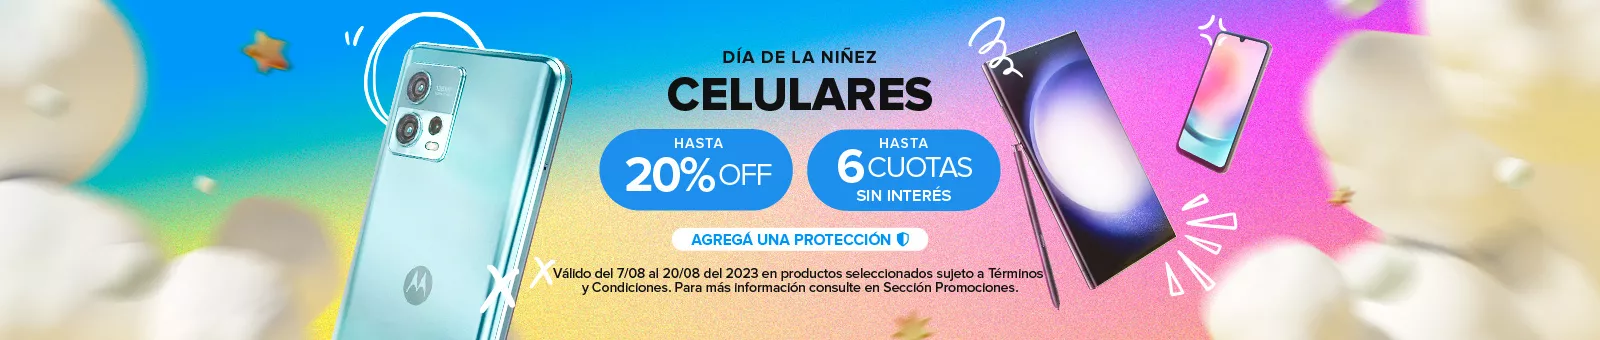 DÍA DE LA NIÑEZ
CELULARES
HASTA
20% OFF
HASTA
6 CUOTAS
SIN INTERÉS
AGREGÁ UNA PROTECCIÓN
Válido del 7/08 al 20/08 del 2023 en productos seleccionados sujeto a Términos
y Condiciones. Para más información consulte en Sección Promociones.